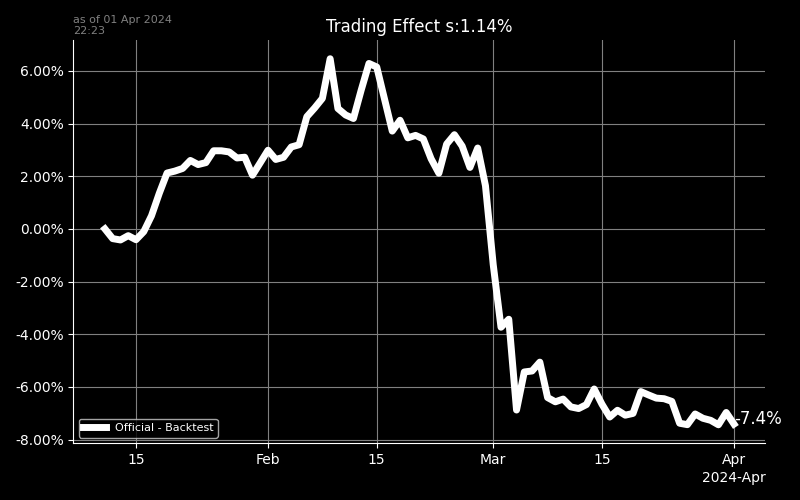 as of 01 Apr 2024
22:23
Trading Effect s:1.14%
6.00%
4.00%
2.00%
0.00%
-2.00%
-4.00%
-6.00%
-8.00%
-7.4%
Official - Backtest
15 Feb 15 Mar 15 Apr
2024-Apr